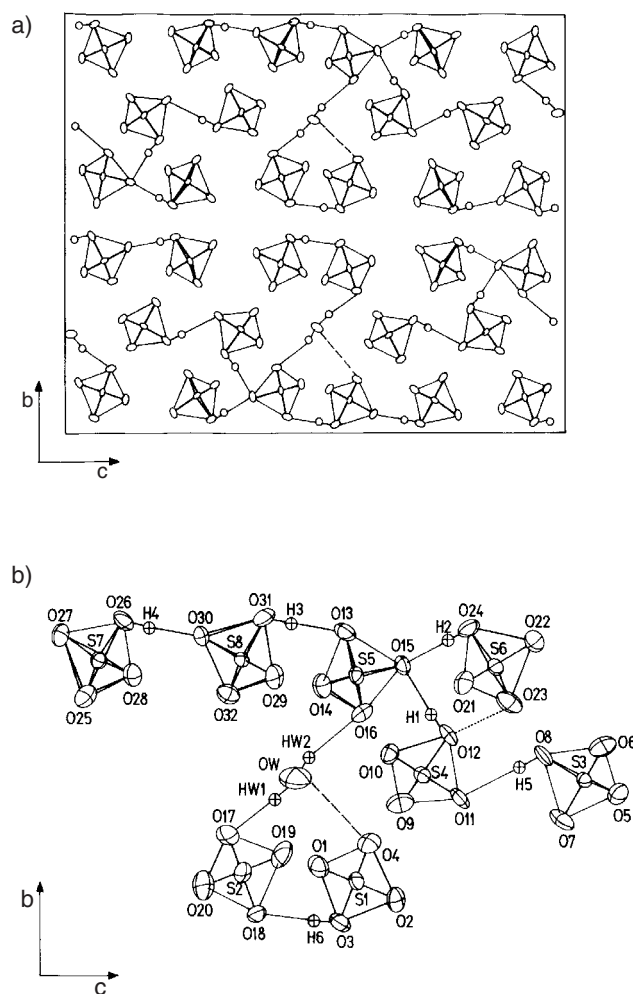 a)
b
c
b)
O27 O26 H4 O30 O31 H3 O13 O15 H2 O24 O22
S7 S8 S5 S6
O25 O28 O32 O29 O14 O16 O21 O23
HW2 H1 O12 O8 O6
OW O10 S4 S3
HW1 O9 O11 H5 O7 O5
O17 O19 O1 O4
S2 S1
O20 O18 H6 O3 O2
b
c